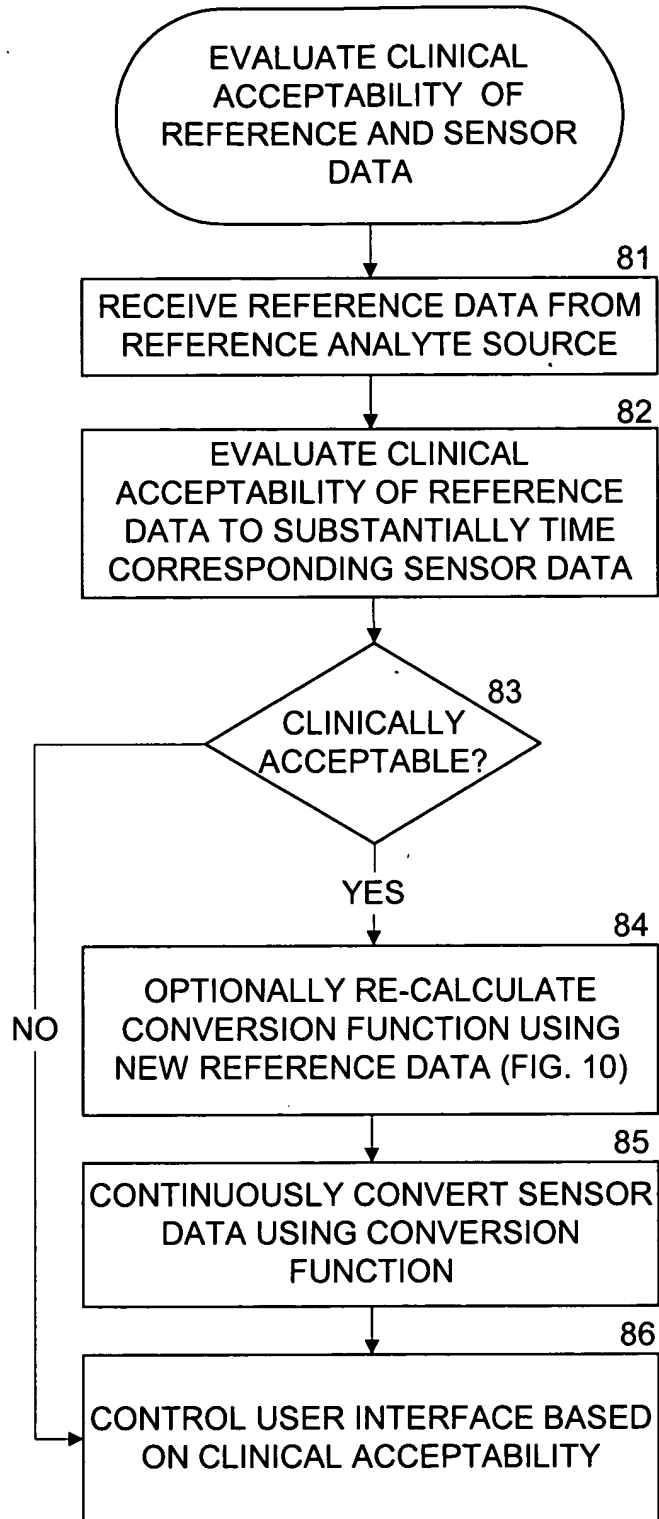 EVALUATE CLINICAL
ACCEPTABILITY OF
REFERENCE AND SENSOR
DATA
81
RECEIVE REFERENCE DATA FROM
REFERENCE ANALYTE SOURCE
82
EVALUATE CLINICAL
ACCEPTABILITY OF REFERENCE
DATA TO SUBSTANTIALLY TIME
CORRESPONDING SENSOR DATA
83
CLINICALLY
ACCEPTABLE?
YES
84
OPTIONALLY RE-CALCULATE
CONVERSION FUNCTION USING
NEW REFERENCE DATA (FIG. 10)
NO
85
CONTINUOUSLY CONVERT SENSOR
DATA USING CONVERSION
FUNCTION
86
CONTROL USER INTERFACE BASED
ON CLINICAL ACCEPTABILITY